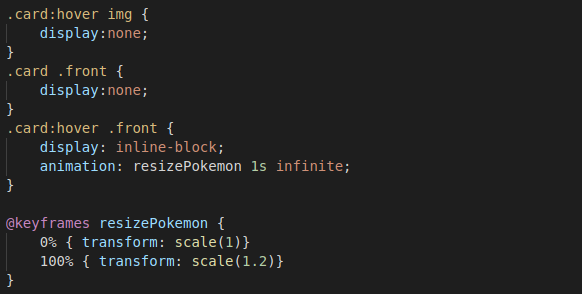 .card:hover img {
    display:none;
}
.card .front {
    display:none;
}
.card:hover .front {
    display: inline-block;
    animation: resizePokemon 1s infinite;
}

@keyframes resizePokemon {
    0% { transform: scale(1)}
    100% { transform: scale(1.2)}
}